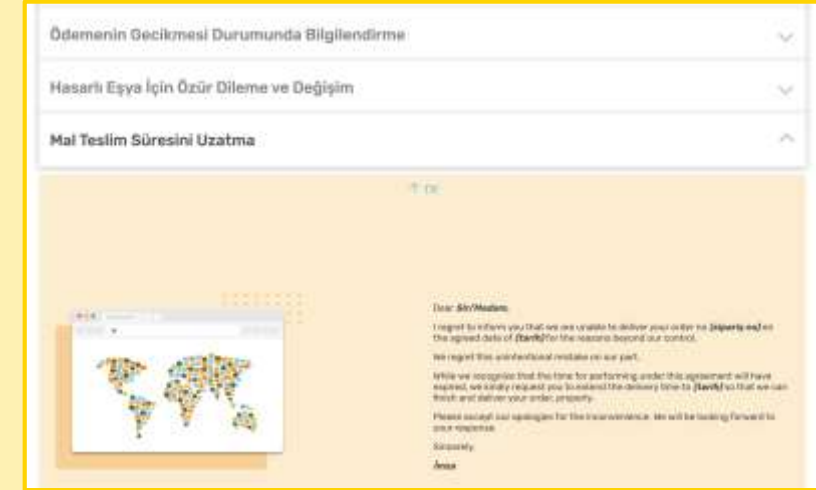 Ödemenin Gecikmesi Durumunda Bilgilendirme
Hasarlı Eşya İçin Özür Dileme ve Değişim
Mal Teslim Süresini Uzatma
Dear Sir/Madam,
I regret to inform you that we are unable to deliver your order no [sipariş no] on
the agreed date of [tarih] for the reasons beyond our control.
We regret this unintentional mistake on our part.
While we recognize that the time for performing under this agreement will have
expired, we kindly request you to extend the delivery time to [tarih] so that we can
finish and deliver your order, properly.
Please accept our apologies for the inconvenience. We will be looking forward to
your response.
Sincerely,
İmza